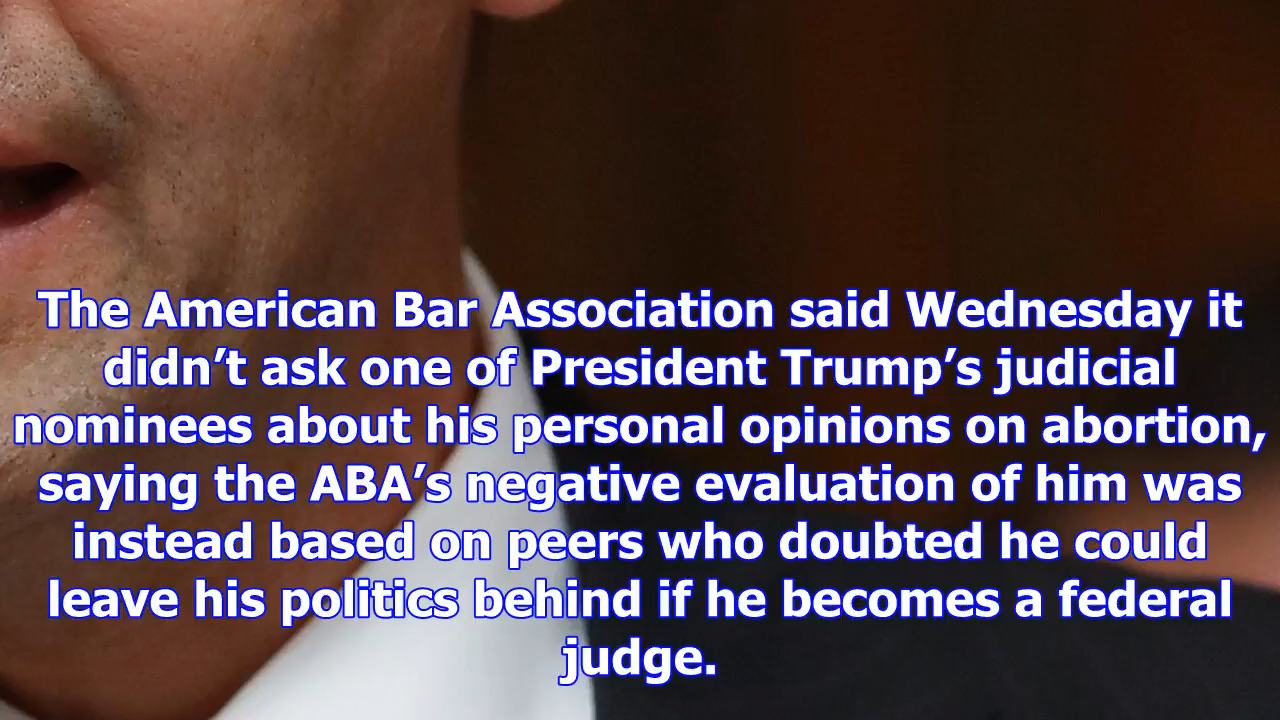 The American Bar Association said Wednesday it
didn’t ask one of President Trump’s judicial
nominees about his personal opinions on abortion,
saying the ABA’s negative evaluation of him was
instead based on peers who doubted he could
leave his politics behind if he becomes a federal
judge.